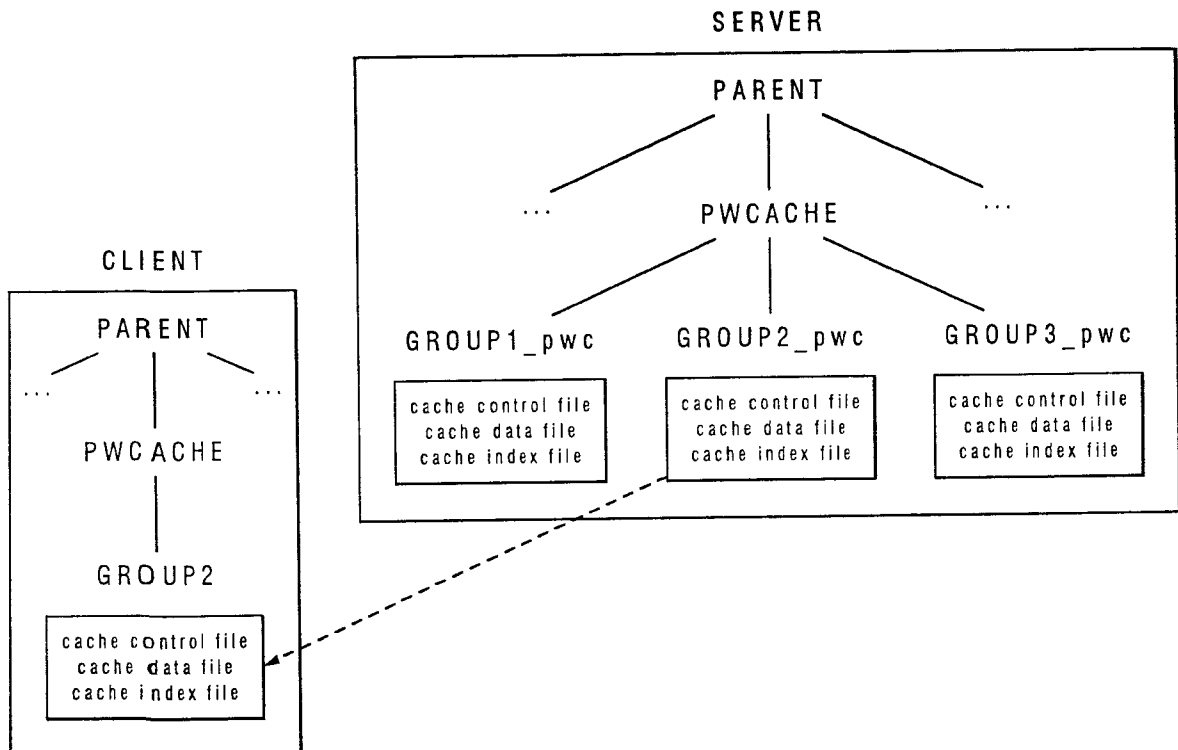 SERVER
PARENT
...
PWCACHE
...
GROUP1_pwc
GROUP2_pwc
GROUP3_pwc
cache control file
cache data file
cache index file
cache control file
cache data file
cache index file
cache control file
cache data file
cache index file
CLIENT
PARENT
...
...
PWCACHE
GROUP2
cache control file
cache data file
cache index file